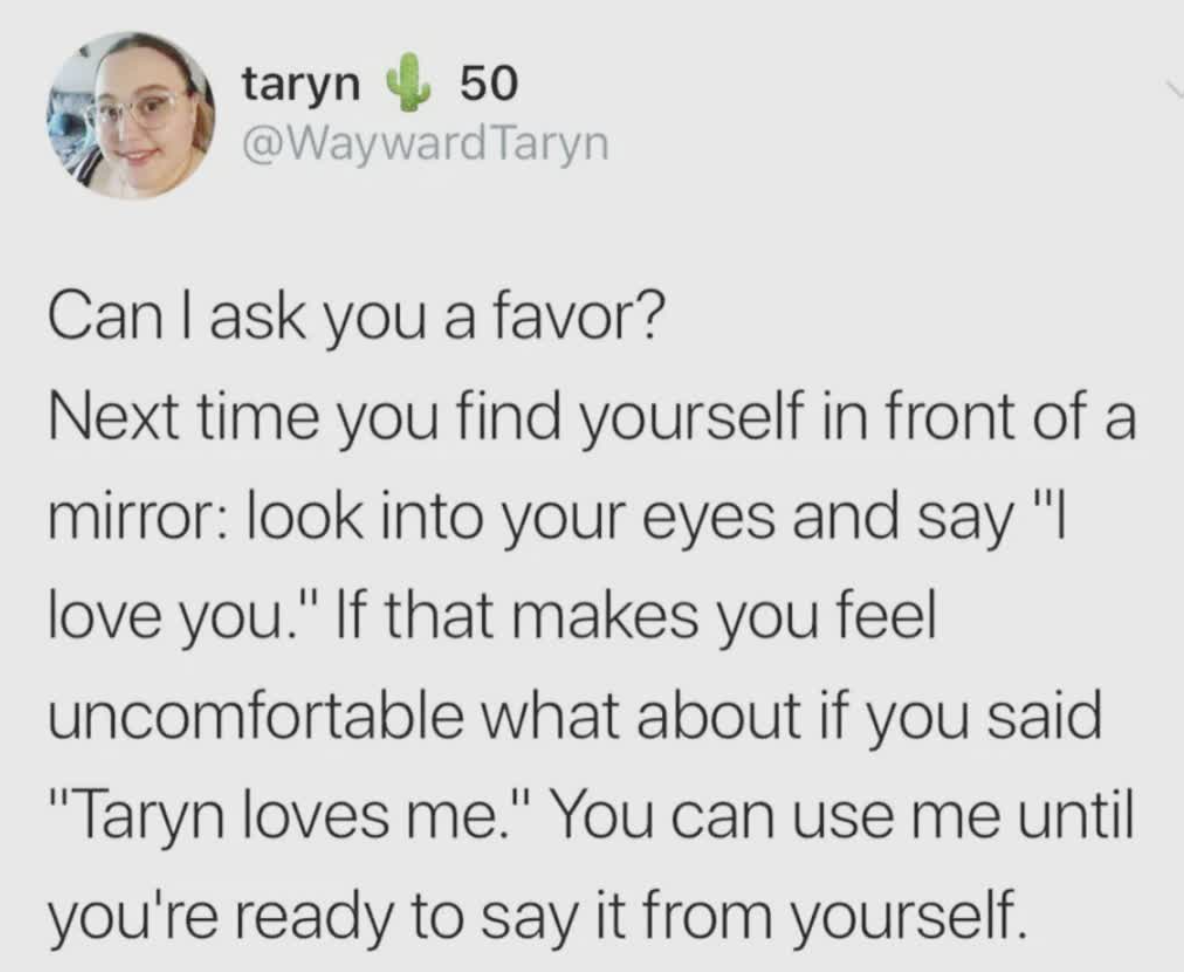 taryn 🌵 50
@WaywardTaryn
Can I ask you a favor?
Next time you find yourself in front of a
mirror: look into your eyes and say "I
love you." If that makes you feel
uncomfortable what about if you said
"Taryn loves me." You can use me until
you're ready to say it from yourself.